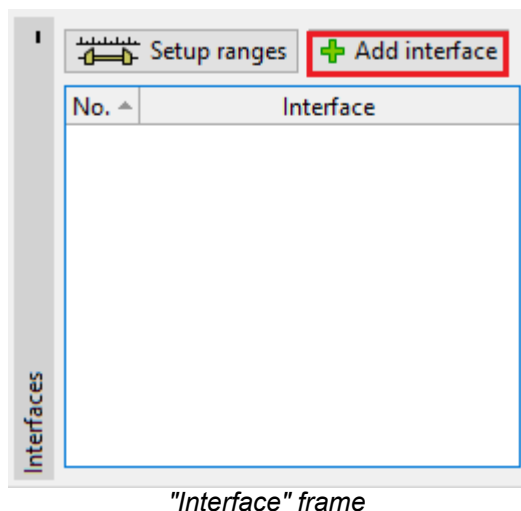 Setup ranges Add interface
No. Interface
Interfaces
"Interface" frame